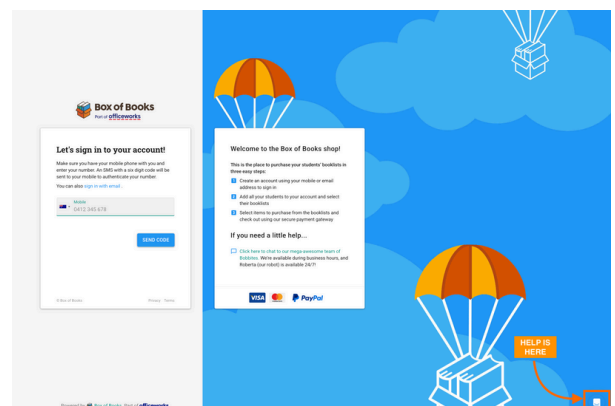 Box of Books
Part of officeworks
Let's sign in to your account!
Make sure you have your mobile phone with you and
enter your number. An SMS with a six digit code will be
sent to your mobile to authenticate your number.
You can also sign in with email.
Mobile
0412 345 678
SEND CODE
© Box of Books
Privacy Terms
Powered by Box of Books. Part of officeworks
Welcome to the Box of Books shop!
This is the place to purchase your students' booklists in
three easy steps:
1 Create an account using your mobile or email
address to sign in
2 Add all your students to your account and select
their booklists
3 Select items to purchase from the booklists and
check out using our secure payment gateway
If you need a little help...
Click here to chat to our mega-awesome team of
Bobbites. We're available during business hours, and
Roberta (our robot) is available 24/7!
VISA PayPal
HELP IS
HERE